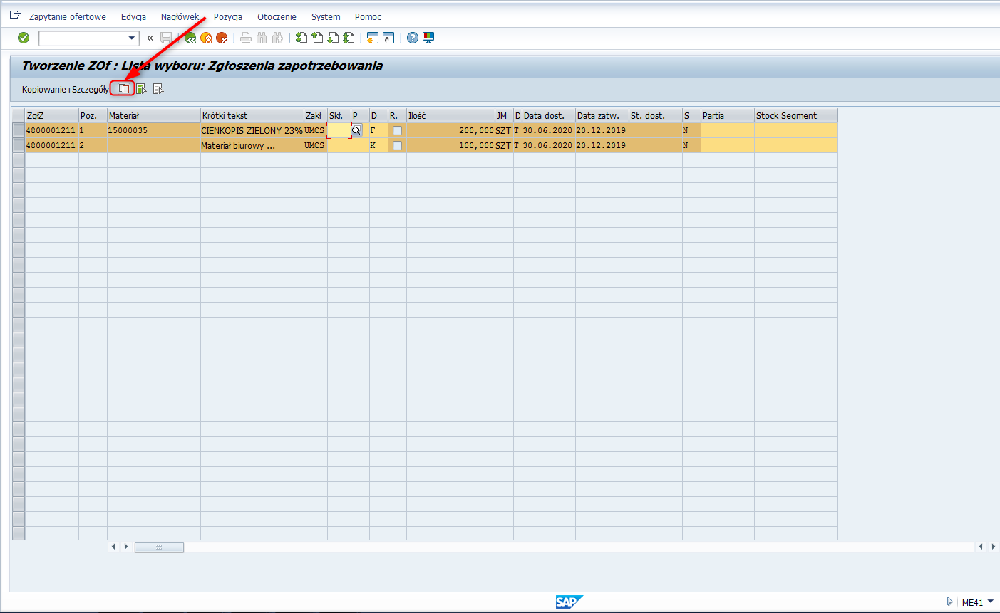 Zapytanie ofertowe Edycja Nagłówek Pozycja Otoczenie System Pomoc
Tworzenie ZOf : Lista wyboru: Zgłoszenia zapotrzebowania
Kopiowanie+Szczegóły
ZgłZ Poz. Materiał Krótki tekst Zakł Skł. P D R. Ilość JM D Data dost. Data zatw. St. dost. S Partia Stock Segment
4800001211 1 15000035 CIENKOPIS ZIELONY 23% UMCS F 200,000 SZT T 30.06.2020 20.12.2019 N
4800001211 2 Materiał biurowy ... UMCS K 100,000 SZT T 30.06.2020 20.12.2019 N
SAP ME41